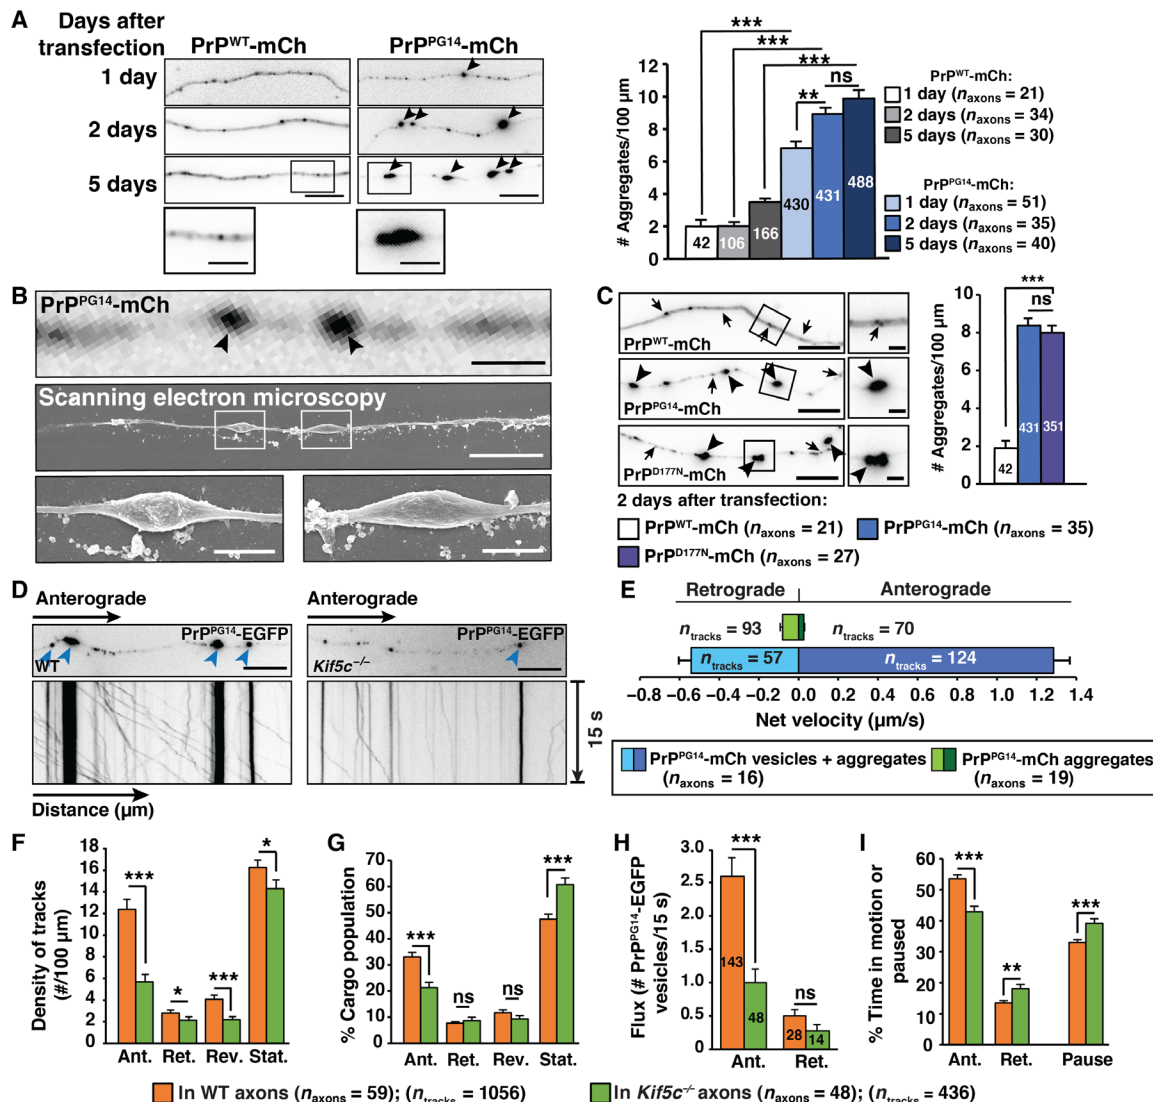 A
Days after transfection
PrPWT-mCh
PrPPG14-mCh
1 day
2 days
5 days
# Aggregates/100 µm
12
10
8
6
4
2
0
***
***
***
ns
**
42
106
166
430
431
488
PrPWT-mCh:
1 day (naxons = 21)
2 days (naxons = 34)
5 days (naxons = 30)
PrPPG14-mCh:
1 day (naxons = 51)
2 days (naxons = 35)
5 days (naxons = 40)
B
PrPPG14-mCh
Scanning electron microscopy
C
PrPWT-mCh
PrPPG14-mCh
PrPD177N-mCh
# Aggregates/100 µm
10
8
6
4
2
0
***
ns
42
431
351
2 days after transfection:
PrPWT-mCh (naxons = 21)
PrPPG14-mCh (naxons = 35)
PrPD177N-mCh (naxons = 27)
D
Anterograde
Anterograde
PrPPG14-EGFP
WT
PrPPG14-EGFP
Kif5c–/–
15 s
Distance (µm)
E
Retrograde
Anterograde
ntracks = 93
ntracks = 70
ntracks = 57
ntracks = 124
−0.8 −0.6 −0.4 −0.2 0.0 0.2 0.4 0.6 0.8 1.0 1.2 1.4
Net velocity (µm/s)
PrPPG14-mCh vesicles + aggregates (naxons = 16)
PrPPG14-mCh aggregates (naxons = 19)
F
Density of tracks (#/100 µm)
18
16
14
12
10
8
6
4
2
0
***
*
***
*
Ant. Ret. Rev. Stat.
G
% Cargo population
70
60
50
40
30
20
10
0
***
ns
ns
***
Ant. Ret. Rev. Stat.
H
Flux (# PrPPG14-EGFP vesicles/15 s)
3.0
2.5
2.0
1.5
1.0
0.5
0.0
***
ns
143
48
28
14
Ant. Ret.
I
% Time in motion or paused
60
50
40
30
20
10
0
***
**
***
Ant. Ret. Pause
In WT axons (naxons = 59); (ntracks = 1056)
In Kif5c-/- axons (naxons = 48); (ntracks = 436)